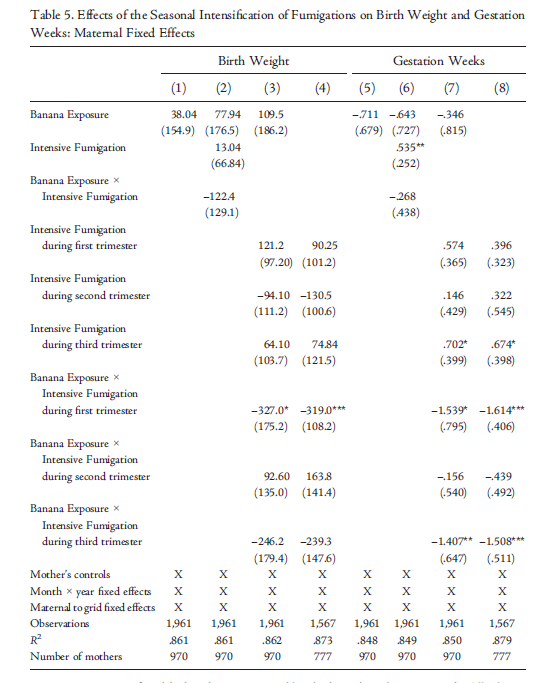 Table 5. Effects of the Seasonal Intensification of Fumigations on Birth Weight and Gestation
Weeks: Maternal Fixed Effects
Birth Weight Gestation Weeks
(1) (2) (3) (4) (5) (6) (7) (8)
Banana Exposure 38.04 77.94 109.5 −.711 −.643 −.346
(154.9) (176.5) (186.2) (.679) (.727) (.815)
Intensive Fumigation 13.04 .535**
(66.84) (.252)
Banana Exposure ×
Intensive Fumigation −122.4 −.268
(129.1) (.438)
Intensive Fumigation
during first trimester 121.2 90.25 .574 .396
(97.20) (101.2) (.365) (.323)
Intensive Fumigation
during second trimester −94.10 −130.5 .146 .322
(111.2) (100.6) (.429) (.545)
Intensive Fumigation
during third trimester 64.10 74.84 .702* .674*
(103.7) (121.5) (.399) (.398)
Banana Exposure ×
Intensive Fumigation
during first trimester −327.0* −319.0*** −1.539* −1.614***
(175.2) (108.2) (.795) (.406)
Banana Exposure ×
Intensive Fumigation
during second trimester 92.60 163.8 −.156 −.439
(135.0) (141.4) (.540) (.492)
Banana Exposure ×
Intensive Fumigation
during third trimester −246.2 −239.3 −1.407** −1.508***
(179.4) (147.6) (.647) (.511)
Mother's controls X X X X X X X X
Month × year fixed effects X X X X X X X X
Maternal to grid fixed effects X X X X X X X X
Observations 1,961 1,961 1,961 1,567 1,961 1,961 1,961 1,567
R² .861 .861 .862 .873 .848 .849 .850 .879
Number of mothers 970 970 970 777 970 970 970 777